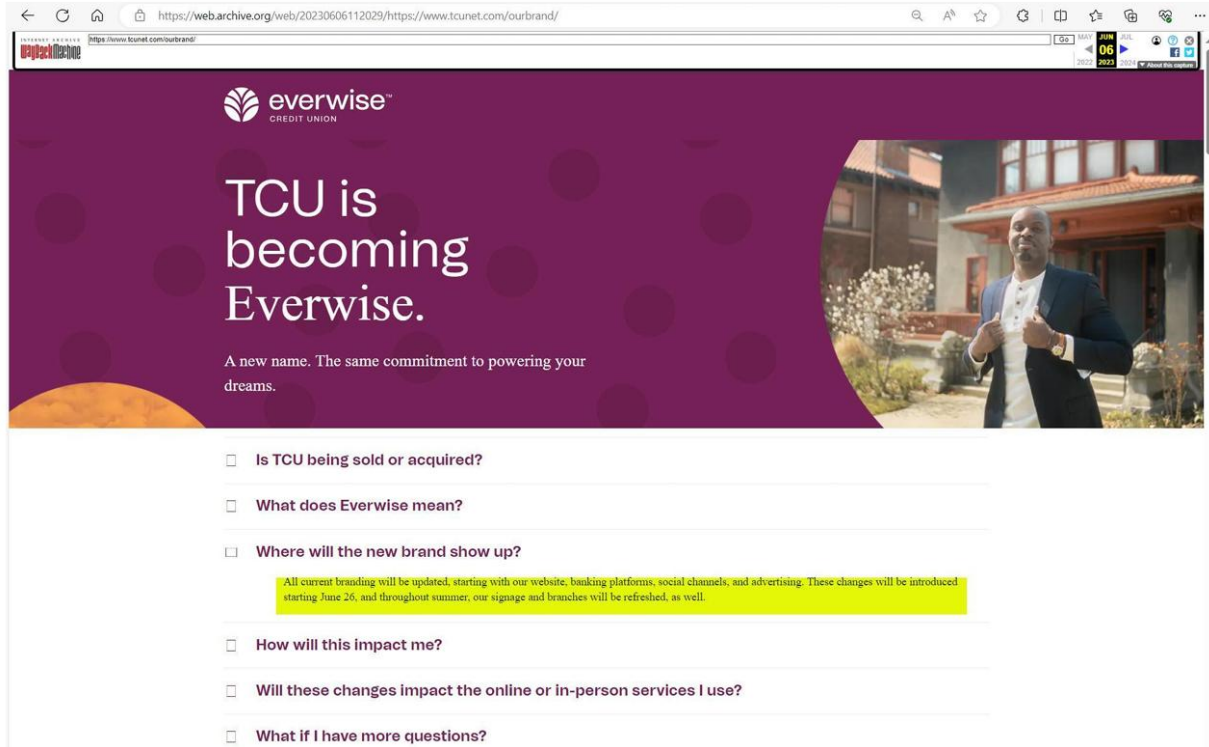 https://web.archive.org/web/20230606112029/https://www.tcunet.com/ourbrand/
INTERNET ARCHIVE
WayBackMachine
https://www.tcunet.com/ourbrand/
Go
MAY JUN JUL
06
2022 2023 2024
About this capture
everwise™
CREDIT UNION
TCU is
becoming
Everwise.
A new name. The same commitment to powering your
dreams.
Is TCU being sold or acquired?
What does Everwise mean?
Where will the new brand show up?
All current branding will be updated, starting with our website, banking platforms, social channels, and advertising. These changes will be introduced
starting June 26, and throughout summer, our signage and branches will be refreshed, as well.
How will this impact me?
Will these changes impact the online or in-person services I use?
What if I have more questions?